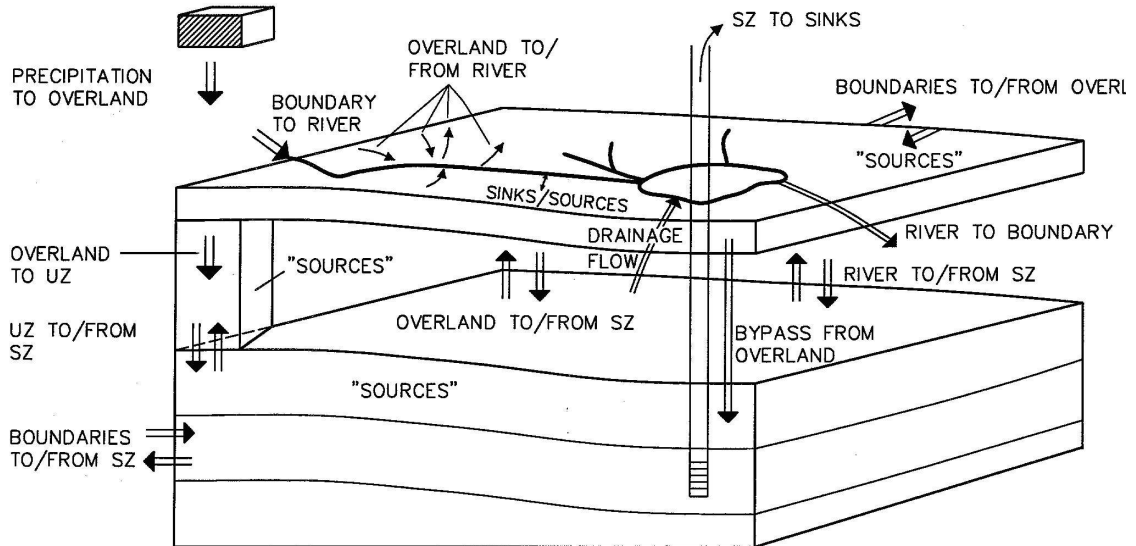 SZ TO SINKS
OVERLAND TO/
FROM RIVER
PRECIPITATION
TO OVERLAND
BOUNDARY
TO RIVER
BOUNDARIES TO/FROM OVERL
"SOURCES"
SINKS/SOURCES
DRAINAGE
FLOW
RIVER TO BOUNDARY
OVERLAND
TO UZ
"SOURCES"
RIVER TO/FROM SZ
UZ TO/FROM
SZ
OVERLAND TO/FROM SZ
BYPASS FROM
OVERLAND
"SOURCES"
BOUNDARIES
TO/FROM SZ